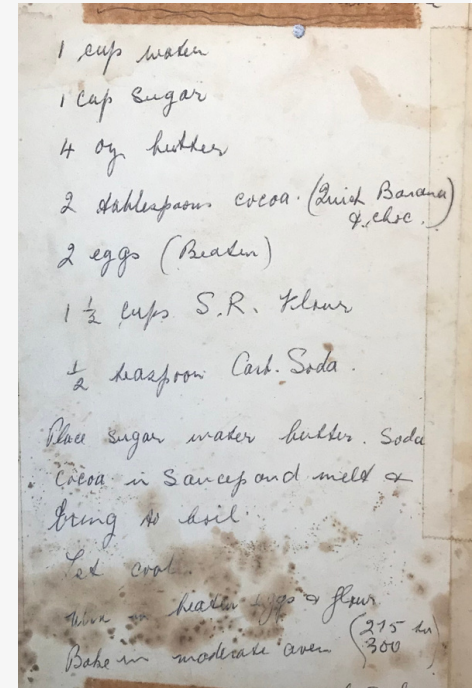 1 cup water
1 cup Sugar
4 oz butter
2 tablespoons cocoa. (Quick Banana
& choc.)
2 eggs (Beaten)
1 ½ cups S.R. Flour
½ teaspoon Carb. Soda.
Place sugar water butter. Soda
Cocoa in Saucep and melt &
bring to boil.
Let cool.
beaten eggs & flour
Bake in moderate oven (275
300